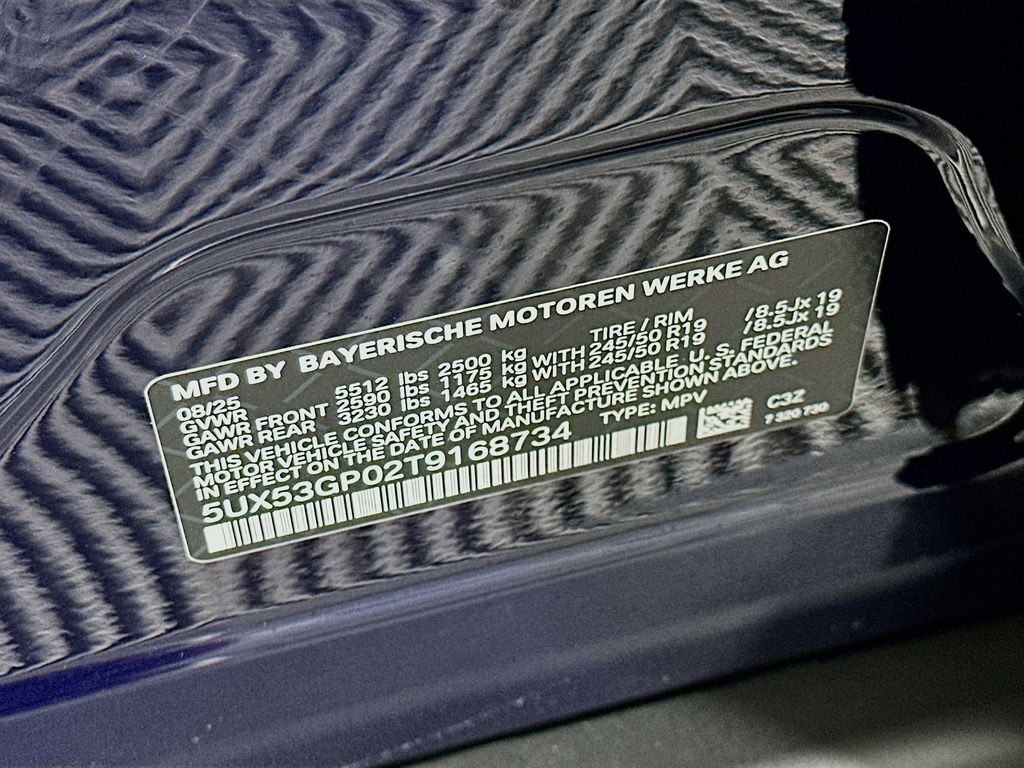 MFD BY BAYERISCHE MOTOREN WERKE AG
08/25 TIRE / RIM
GVWR 5512 lbs 2500 kg
GAWR FRONT 2590 lbs 1175 kg WITH 245/50 R19 /8.5Jx 19
GAWR REAR 3230 lbs 1465 kg WITH 245/50 R19 /8.5Jx 19
THIS VEHICLE CONFORMS TO ALL APPLICABLE U.S. FEDERAL
MOTOR VEHICLE SAFETY AND THEFT PREVENTION STANDARDS
IN EFFECT ON THE DATE OF MANUFACTURE SHOWN ABOVE.
5UX53GP02T9168734 TYPE: MPV C32
7 320 730